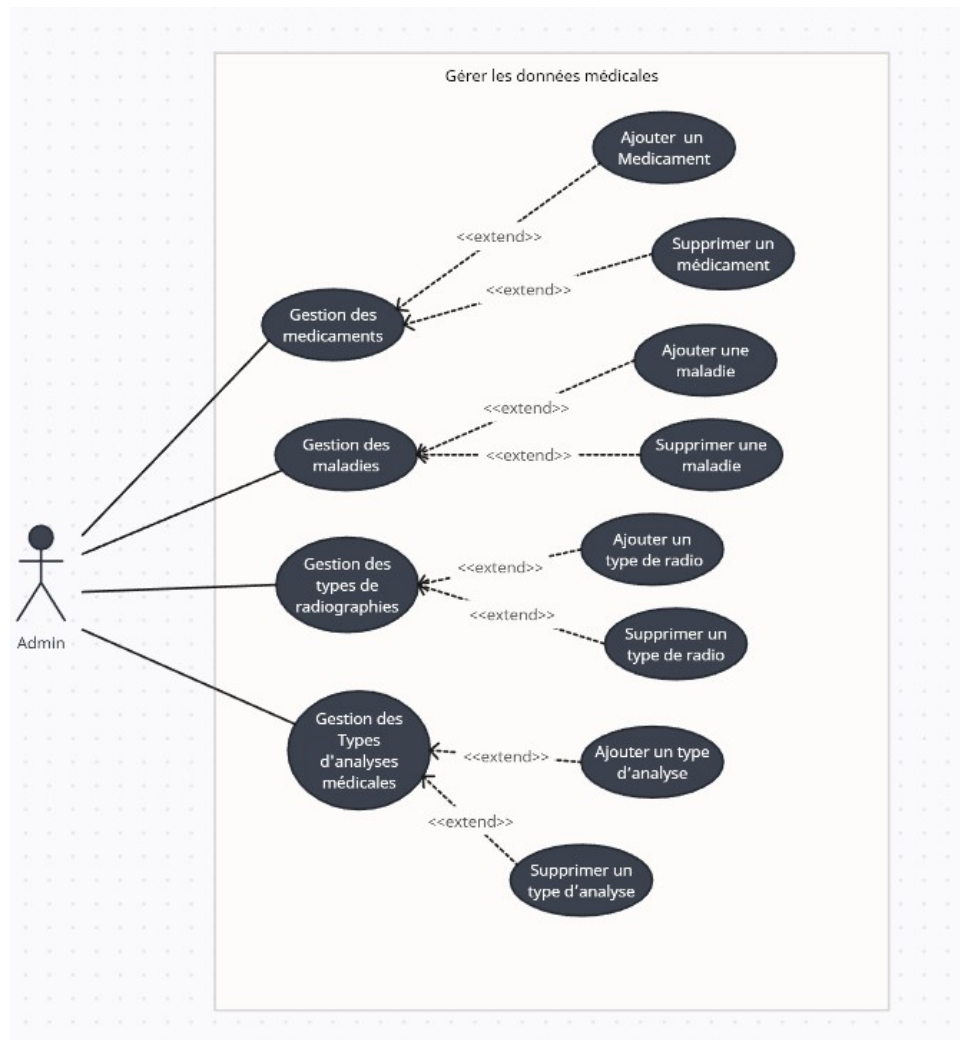 Gérer les données médicales
Ajouter un
Medicament
<<extend>>
Supprimer un
médicament
<<extend>>
Gestion des
medicaments
Ajouter une
maladie
<<extend>>
Gestion des
maladies
<<extend>>
Supprimer une
maladie
Ajouter un
type de radio
<<extend>>
Gestion des
types de
radiographies
<<extend>>
Supprimer un
type de radio
Admin
Gestion des
Types
d'analyses
médicales
<<extend>>
Ajouter un type
d'analyse
<<extend>>
Supprimer un
type d'analyse